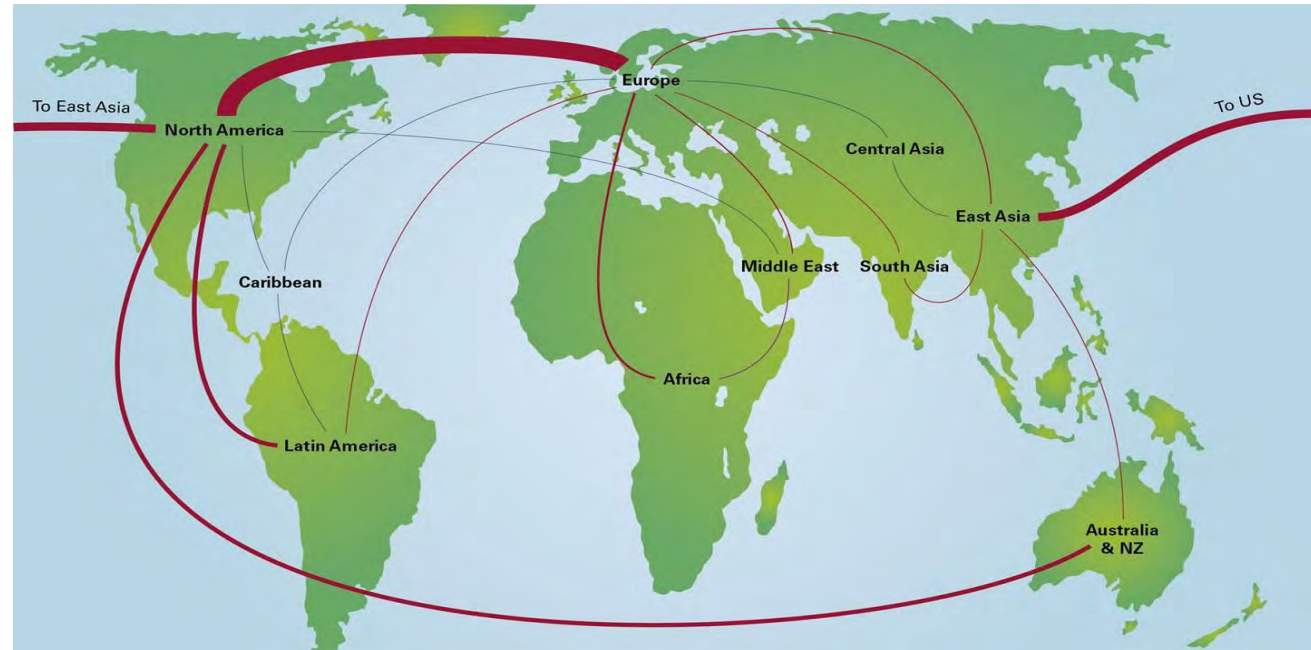 Europe
To East Asia
To US
North America
Central Asia
East Asia
Middle East
South Asia
Caribbean
Africa
Latin America
Australia
& NZ